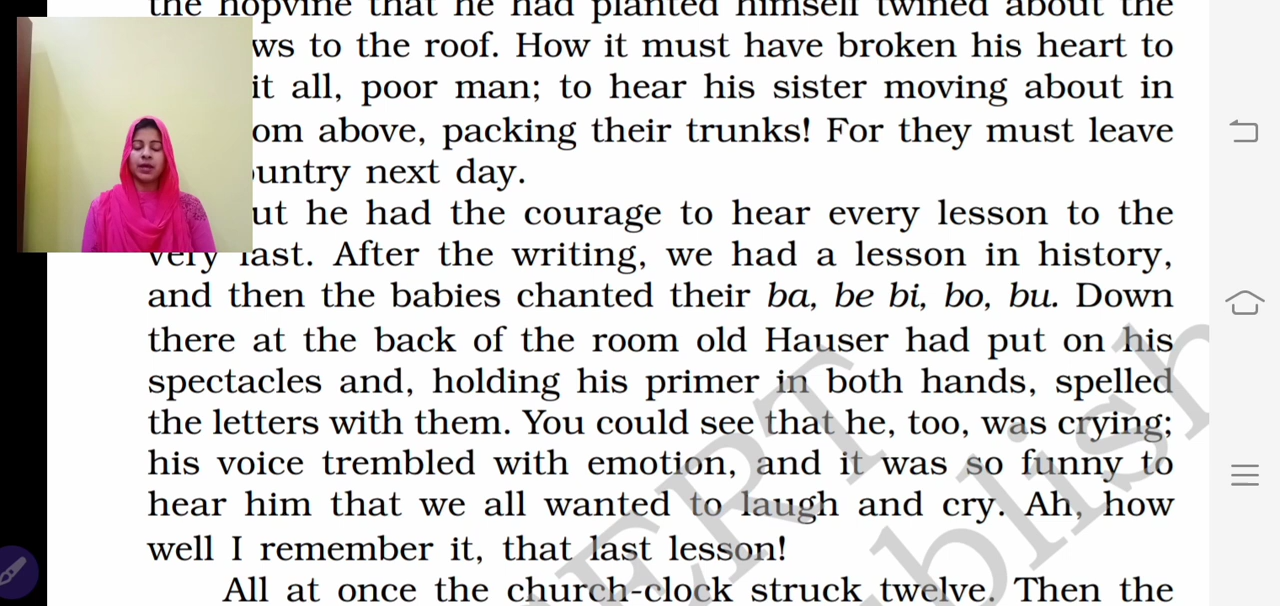 the hopvine that he had planted himself twined about the
ws to the roof. How it must have broken his heart to
it all, poor man; to hear his sister moving about in
om above, packing their trunks! For they must leave
untry next day.
ut he had the courage to hear every lesson to the
very last. After the writing, we had a lesson in history,
and then the babies chanted their ba, be bi, bo, bu. Down
there at the back of the room old Hauser had put on his
spectacles and, holding his primer in both hands, spelled
the letters with them. You could see that he, too, was crying;
his voice trembled with emotion, and it was so funny to
hear him that we all wanted to laugh and cry. Ah, how
well I remember it, that last lesson!
All at once the church-clock struck twelve. Then the
ERT
blish